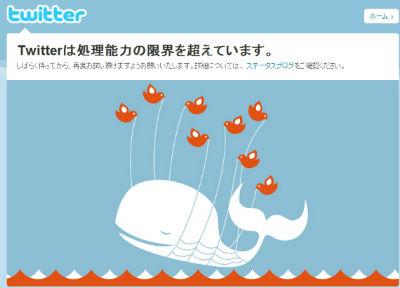 twitter
ホーム ›
Twitterは処理能力の限界を超えています。
しばらく待ってから、再度お試し頂けますようお願いいたします。詳細については、ステータスブログをご確認ください。